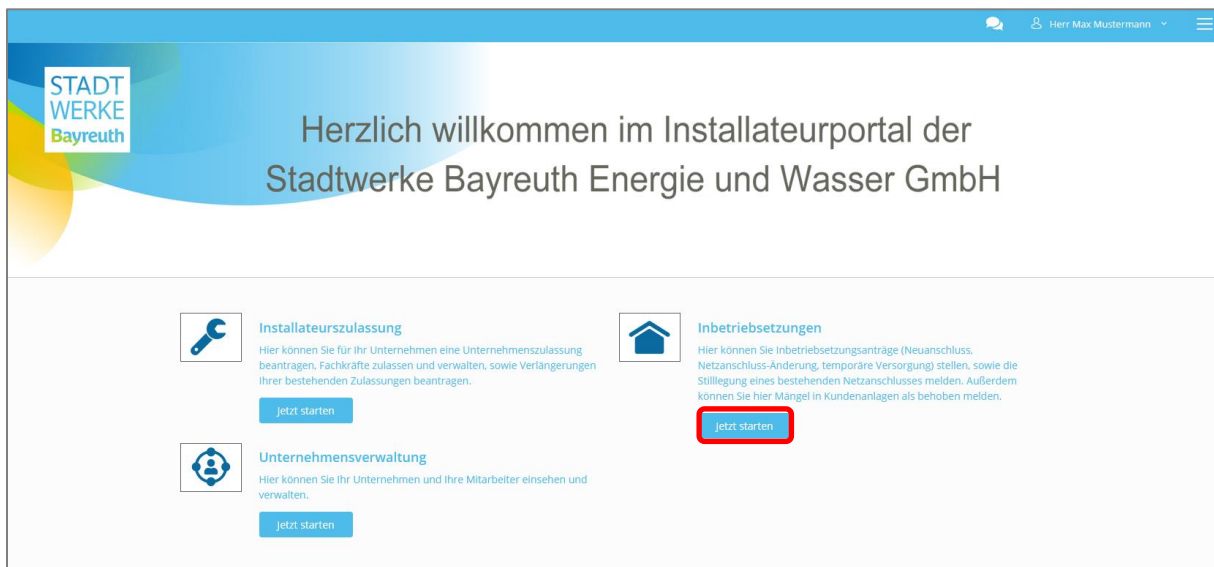 Herr Max Mustermann
STADT
WERKE
Bayreuth
Herzlich willkommen im Installateurportal der
Stadtwerke Bayreuth Energie und Wasser GmbH
Installateurszulassung
Hier können Sie für Ihr Unternehmen eine Unternehmenszulassung
beantragen, Fachkräfte zulassen und verwalten, sowie Verlängerungen
Ihrer bestehenden Zulassungen beantragen.
Jetzt starten
Inbetriebsetzungen
Hier können Sie Inbetriebsetzungsanträge (Neuanschluss,
Netzanschluss-Änderung, temporäre Versorgung) stellen, sowie die
Stilllegung eines bestehenden Netzanschlusses melden. Außerdem
können Sie hier Mängel in Kundenanlagen als behoben melden.
Jetzt starten
Unternehmensverwaltung
Hier können Sie Ihr Unternehmen und Ihre Mitarbeiter einsehen und
verwalten.
Jetzt starten